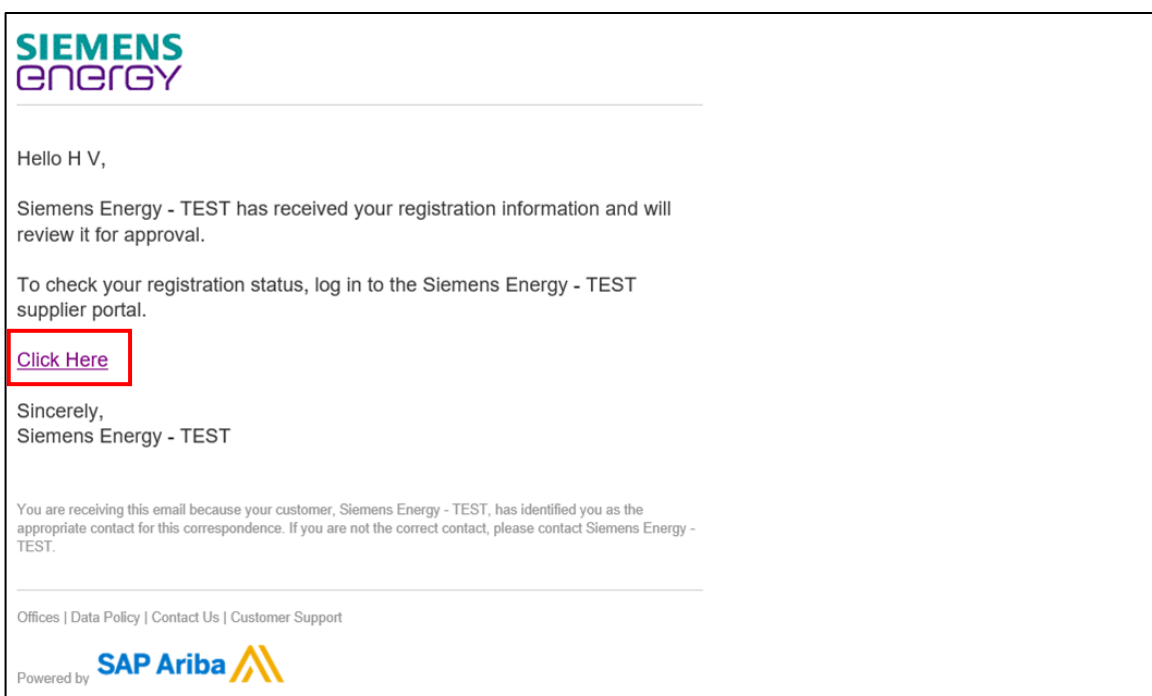 SIEMENS
energy
Hello H V,
Siemens Energy - TEST has received your registration information and will
review it for approval.
To check your registration status, log in to the Siemens Energy - TEST
supplier portal.
Click Here
Sincerely,
Siemens Energy - TEST
You are receiving this email because your customer, Siemens Energy - TEST, has identified you as the
appropriate contact for this correspondence. If you are not the correct contact, please contact Siemens Energy -
TEST.
Offices | Data Policy | Contact Us | Customer Support
Powered by SAP Ariba